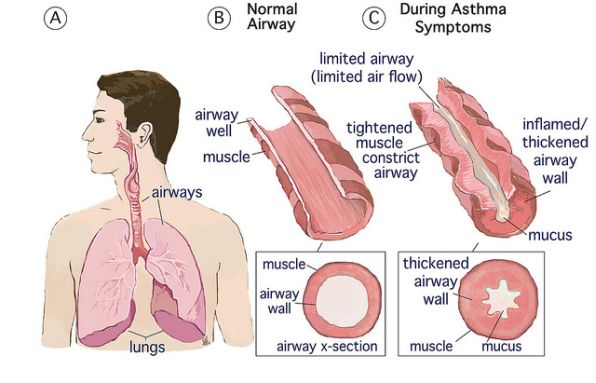 A
airways
lungs
B
Normal
Airway
airway
well
muscle
muscle
airway
wall
airway x-section
C
During Asthma
Symptoms
limited airway
(limited air flow)
tightened
muscle
constrict
airway
inflamed/
thickened
airway
wall
mucus
thickened
airway
wall
muscle
mucus